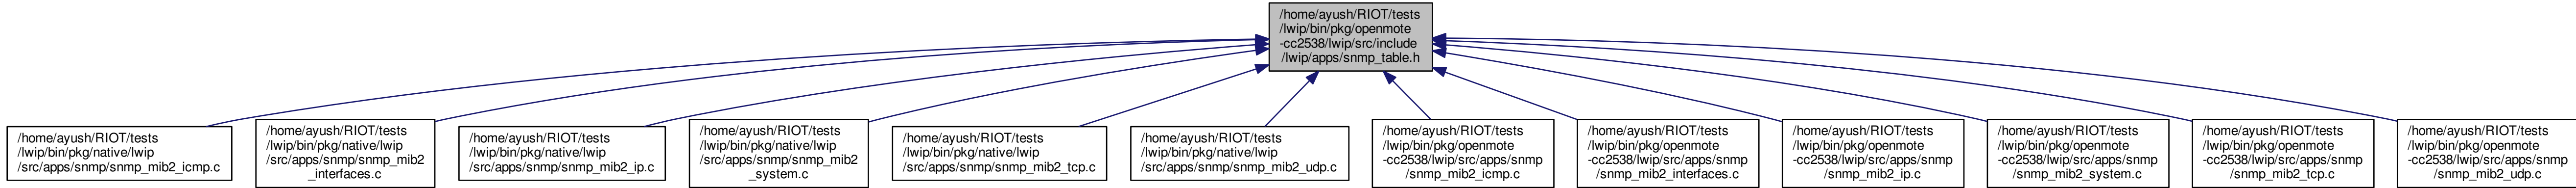 /home/ayush/RIOT/tests
/lwip/bin/pkg/openmote
-cc2538/lwip/src/include
/lwip/apps/snmp_table.h
/home/ayush/RIOT/tests
/lwip/bin/pkg/native/lwip
/src/apps/snmp/snmp_mib2_icmp.c
/home/ayush/RIOT/tests
/lwip/bin/pkg/native/lwip
/src/apps/snmp/snmp_mib2
_interfaces.c
/home/ayush/RIOT/tests
/lwip/bin/pkg/native/lwip
/src/apps/snmp/snmp_mib2_ip.c
/home/ayush/RIOT/tests
/lwip/bin/pkg/native/lwip
/src/apps/snmp/snmp_mib2
_system.c
/home/ayush/RIOT/tests
/lwip/bin/pkg/native/lwip
/src/apps/snmp/snmp_mib2_tcp.c
/home/ayush/RIOT/tests
/lwip/bin/pkg/native/lwip
/src/apps/snmp/snmp_mib2_udp.c
/home/ayush/RIOT/tests
/lwip/bin/pkg/openmote
-cc2538/lwip/src/apps/snmp
/snmp_mib2_icmp.c
/home/ayush/RIOT/tests
/lwip/bin/pkg/openmote
-cc2538/lwip/src/apps/snmp
/snmp_mib2_interfaces.c
/home/ayush/RIOT/tests
/lwip/bin/pkg/openmote
-cc2538/lwip/src/apps/snmp
/snmp_mib2_ip.c
/home/ayush/RIOT/tests
/lwip/bin/pkg/openmote
-cc2538/lwip/src/apps/snmp
/snmp_mib2_system.c
/home/ayush/RIOT/tests
/lwip/bin/pkg/openmote
-cc2538/lwip/src/apps/snmp
/snmp_mib2_tcp.c
/home/ayush/RIOT/tests
/lwip/bin/pkg/openmote
-cc2538/lwip/src/apps/snmp
/snmp_mib2_udp.c